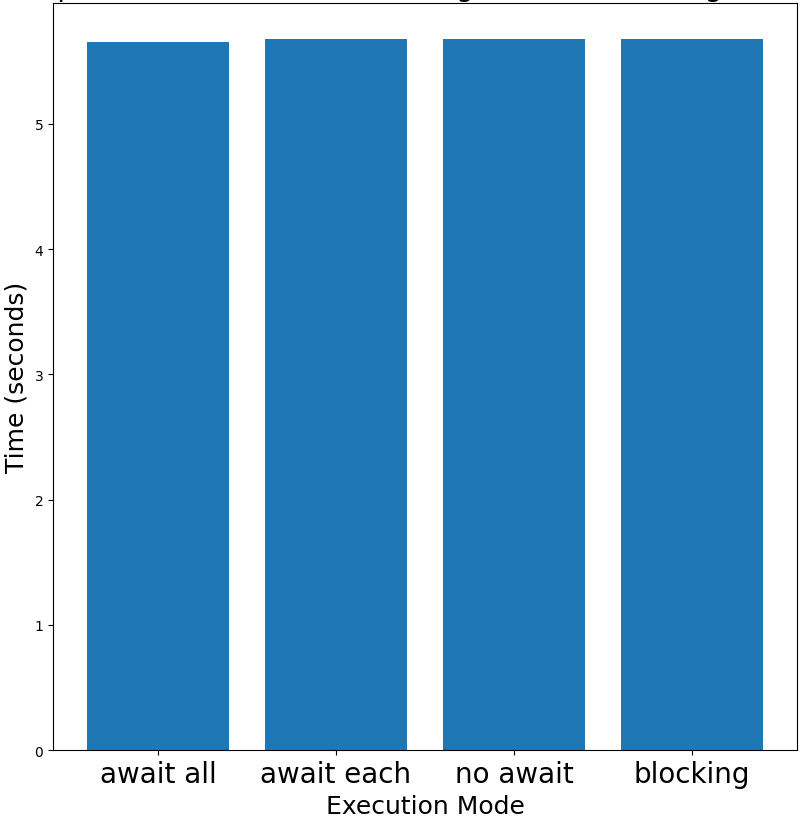 5
4
3
2
1
0
Time (seconds)
await all
await each
no await
blocking
Execution Mode